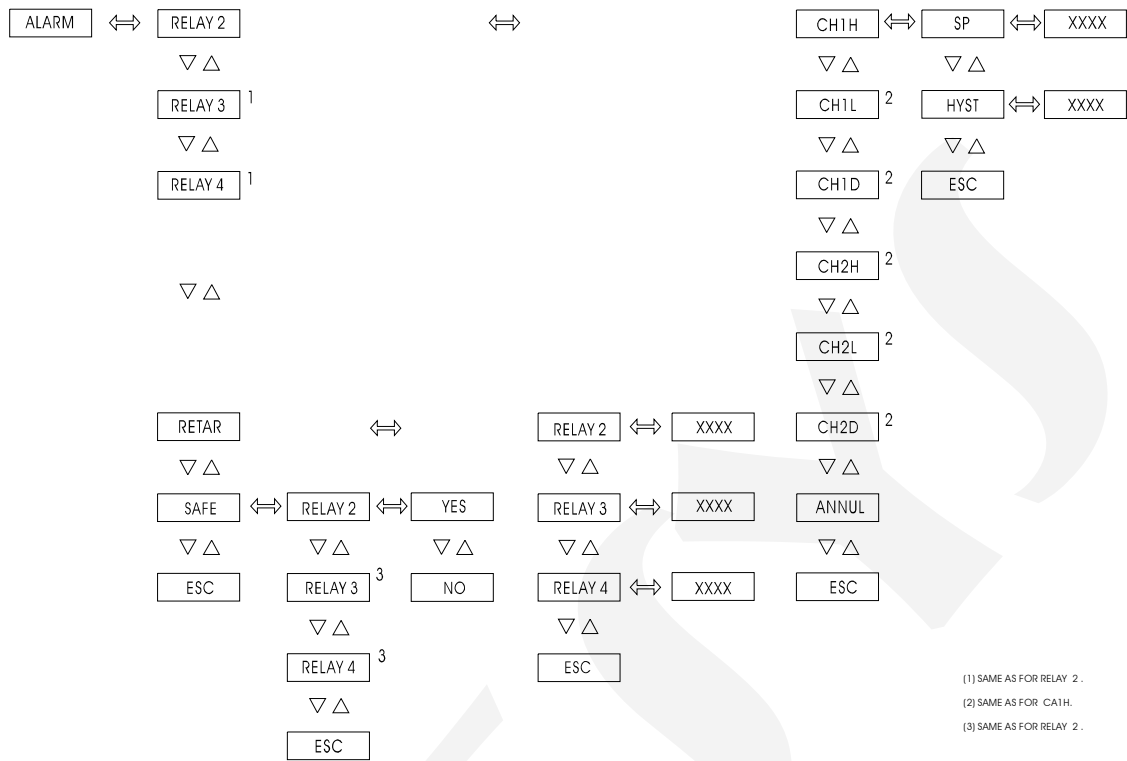 ALARM RELAY 2 CH1H SP XXXX
RELAY 3 1 CH1L 2 HYST XXXX
RELAY 4 1 CH1D 2 ESC
CH2H 2
CH2L 2
RETAR RELAY 2 XXXX CH2D 2
SAFE RELAY 2 YES RELAY 3 XXXX ANNUL
ESC RELAY 3 3 NO RELAY 4 XXXX ESC
RELAY 4 3 ESC
ESC
(1) SAME AS FOR RELAY 2 .
(2) SAME AS FOR CA1H.
(3) SAME AS FOR RELAY 2 .